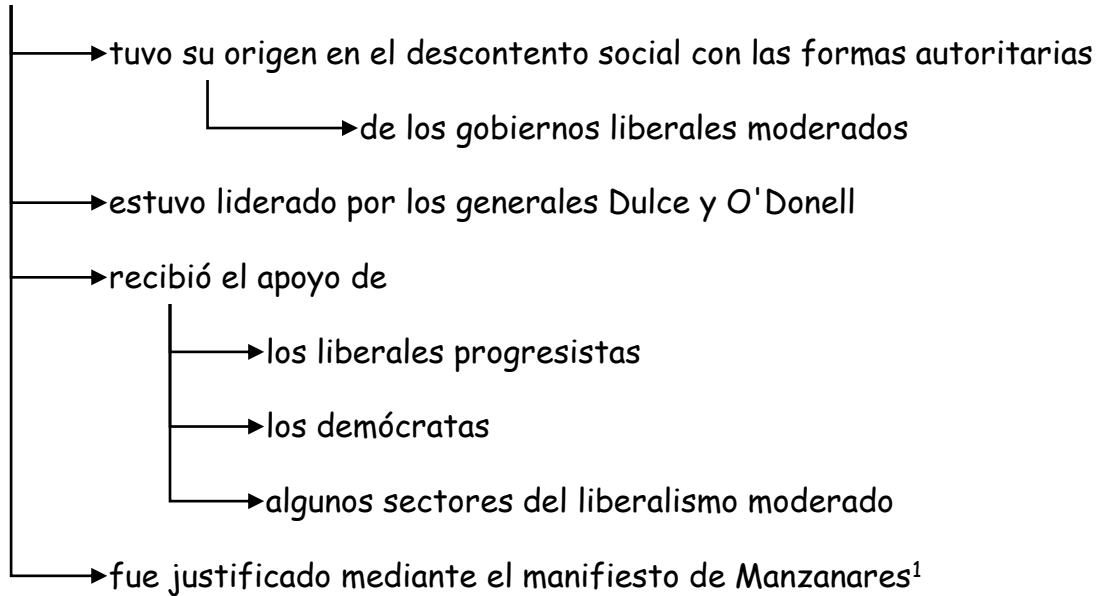 tuvo su origen en el descontento social con las formas autoritarias
de los gobiernos liberales moderados
estuvo liderado por los generales Dulce y O'Donell
recibió el apoyo de
los liberales progresistas
los demócratas
algunos sectores del liberalismo moderado
fue justificado mediante el manifiesto de Manzanares¹